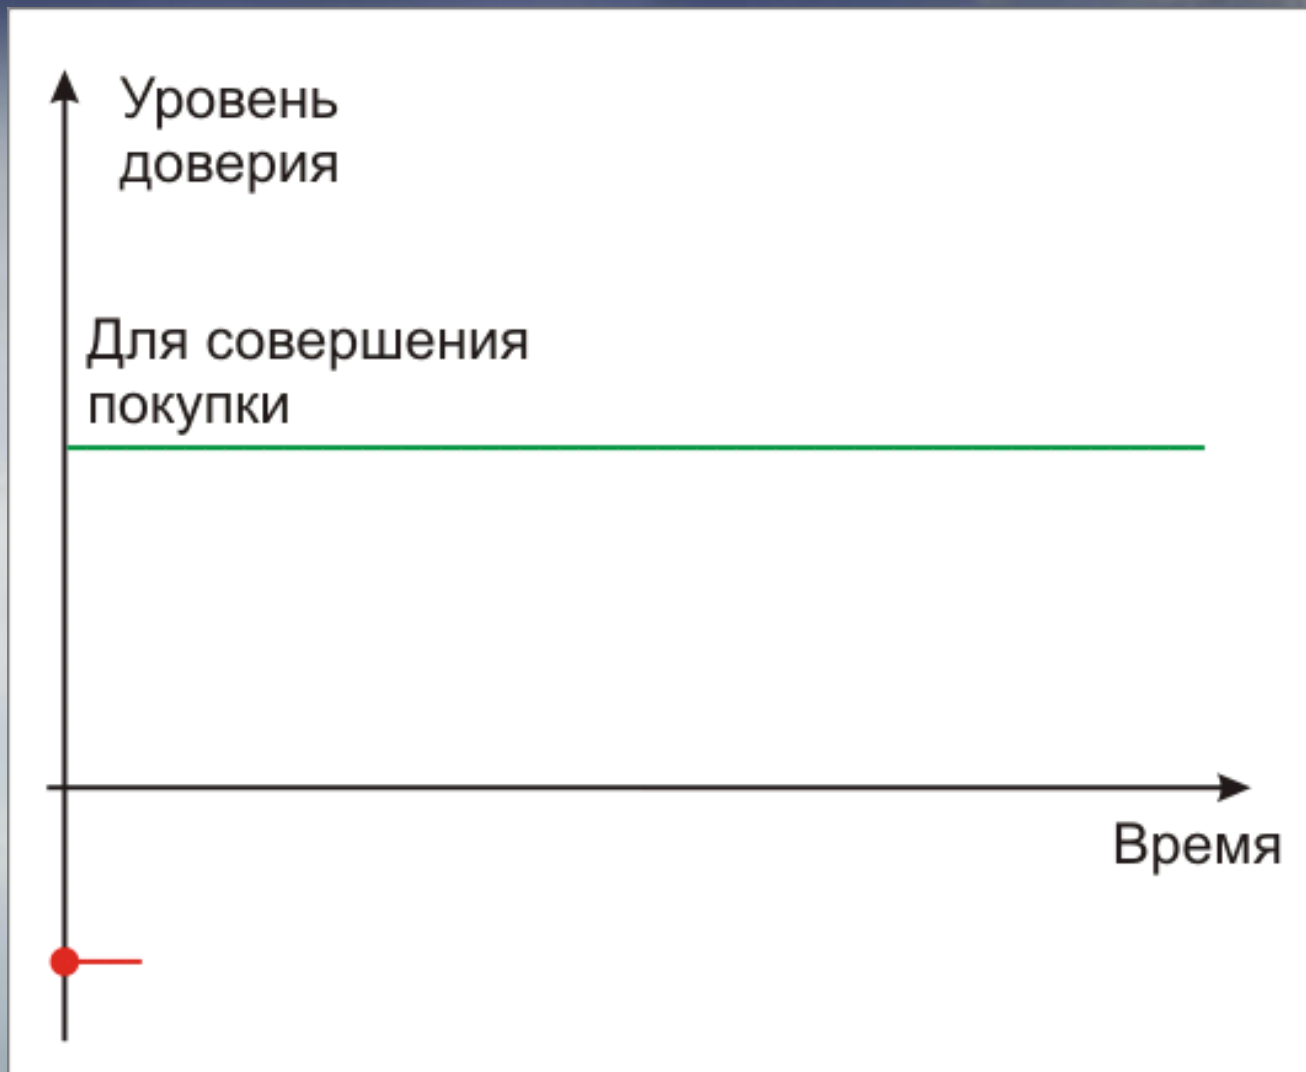 Уровень
доверия
Для совершения
покупки
Время